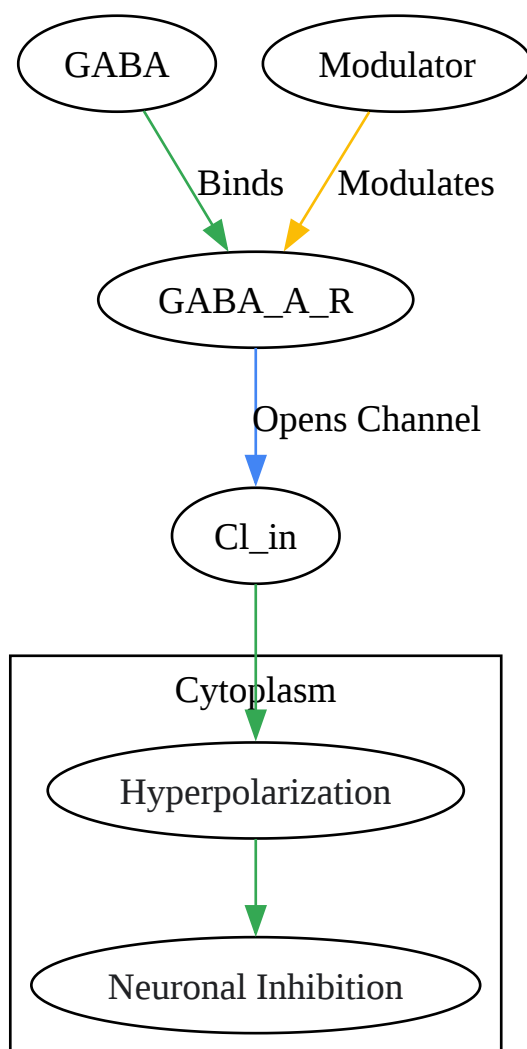 GABA
Modulator
Binds
Modulates
GABA_A_R
Opens Channel
Cl_in
Cytoplasm
Hyperpolarization
Neuronal Inhibition